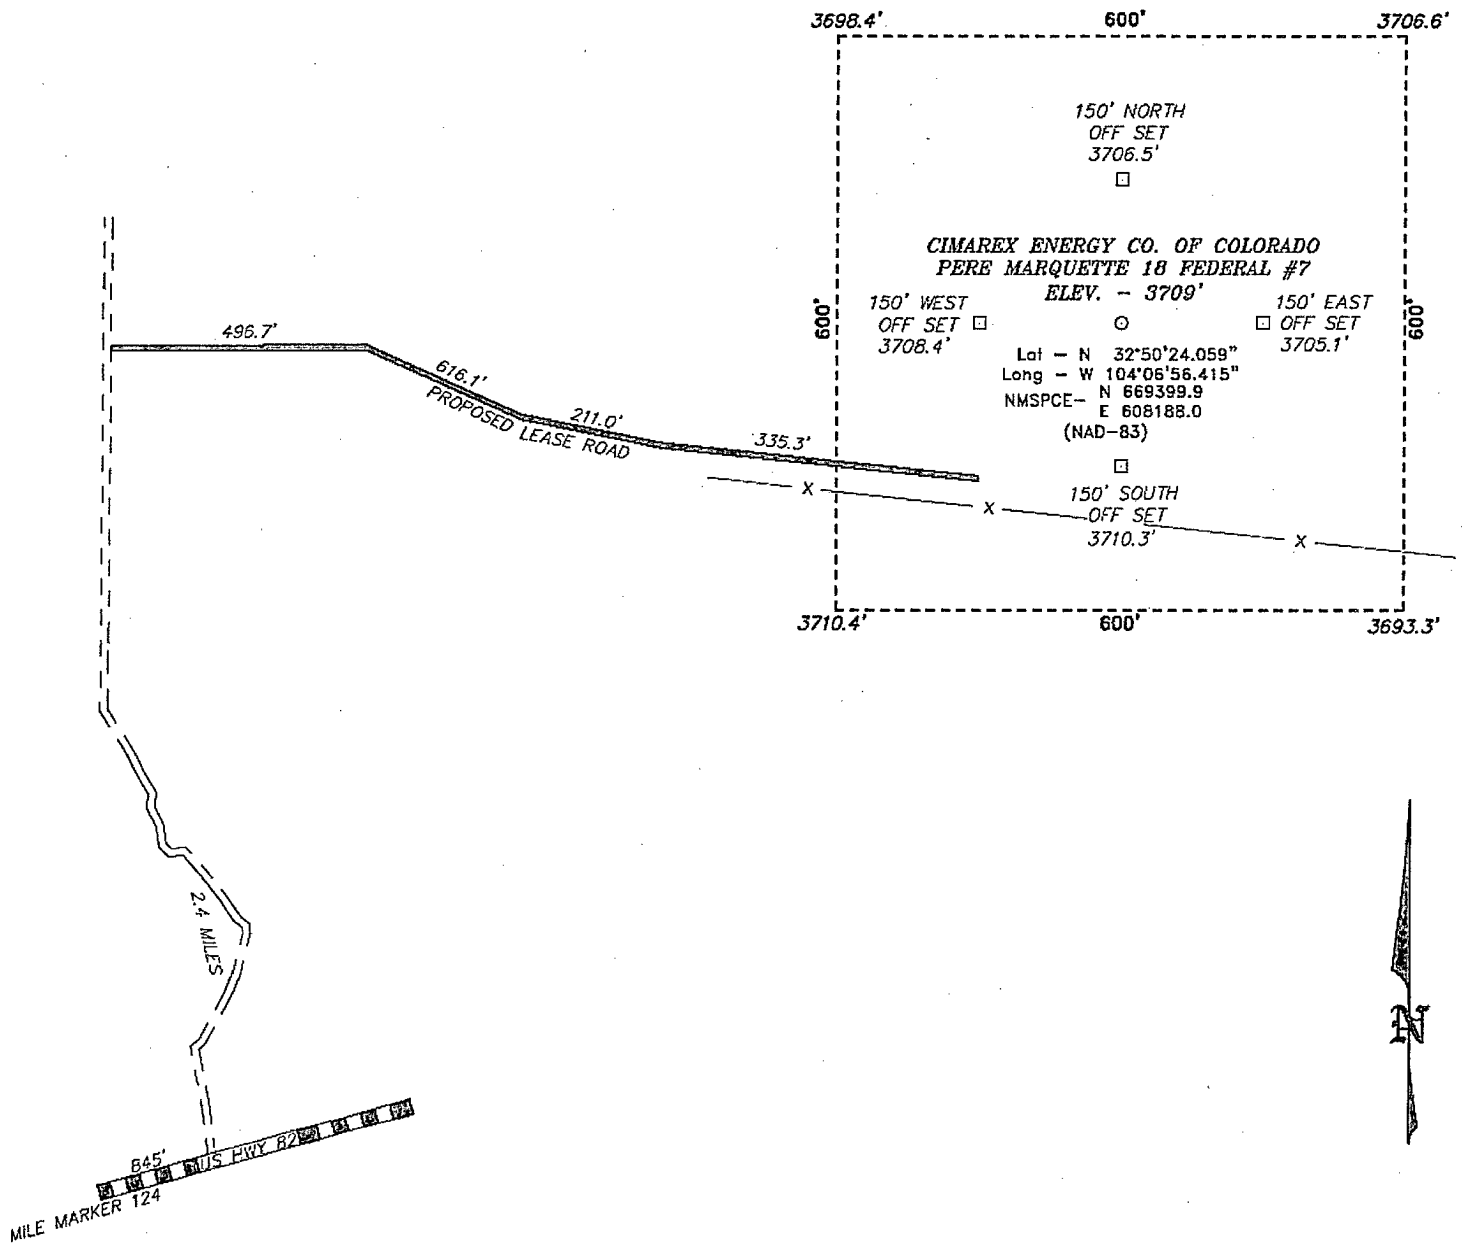 3698.4'
600'
3706.6'
150' NORTH
OFF SET
3706.5'
CIMAREX ENERGY CO. OF COLORADO
PERE MARQUETTE 18 FEDERAL #7
ELEV. - 3709'
150' WEST
OFF SET
3708.4'
150' EAST
OFF SET
3705.1'
600'
600'
Lat - N 32°50'24.059"
Long - W 104°06'56.415"
NMSPCE- N 669399.9
E 608188.0
(NAD-83)
150' SOUTH
OFF SET
3710.3'
X
X
X
3710.4'
600'
3693.3'
496.7'
616.1'
211.0'
335.3'
PROPOSED LEASE ROAD
2.4 MILES
N
845'
US HWY 82
MILE MARKER 124